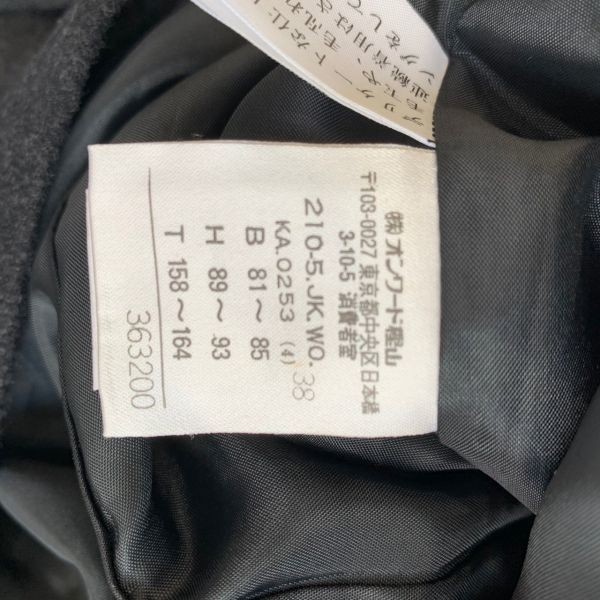 ㈱オンワード樫山
〒103-0027 東京都中央区日本橋
3-10-5 消費者室
210-5.JK.WO. 38
KA.0253 (4)
B 81〜 85
H 89〜 93
T 158〜164
363200